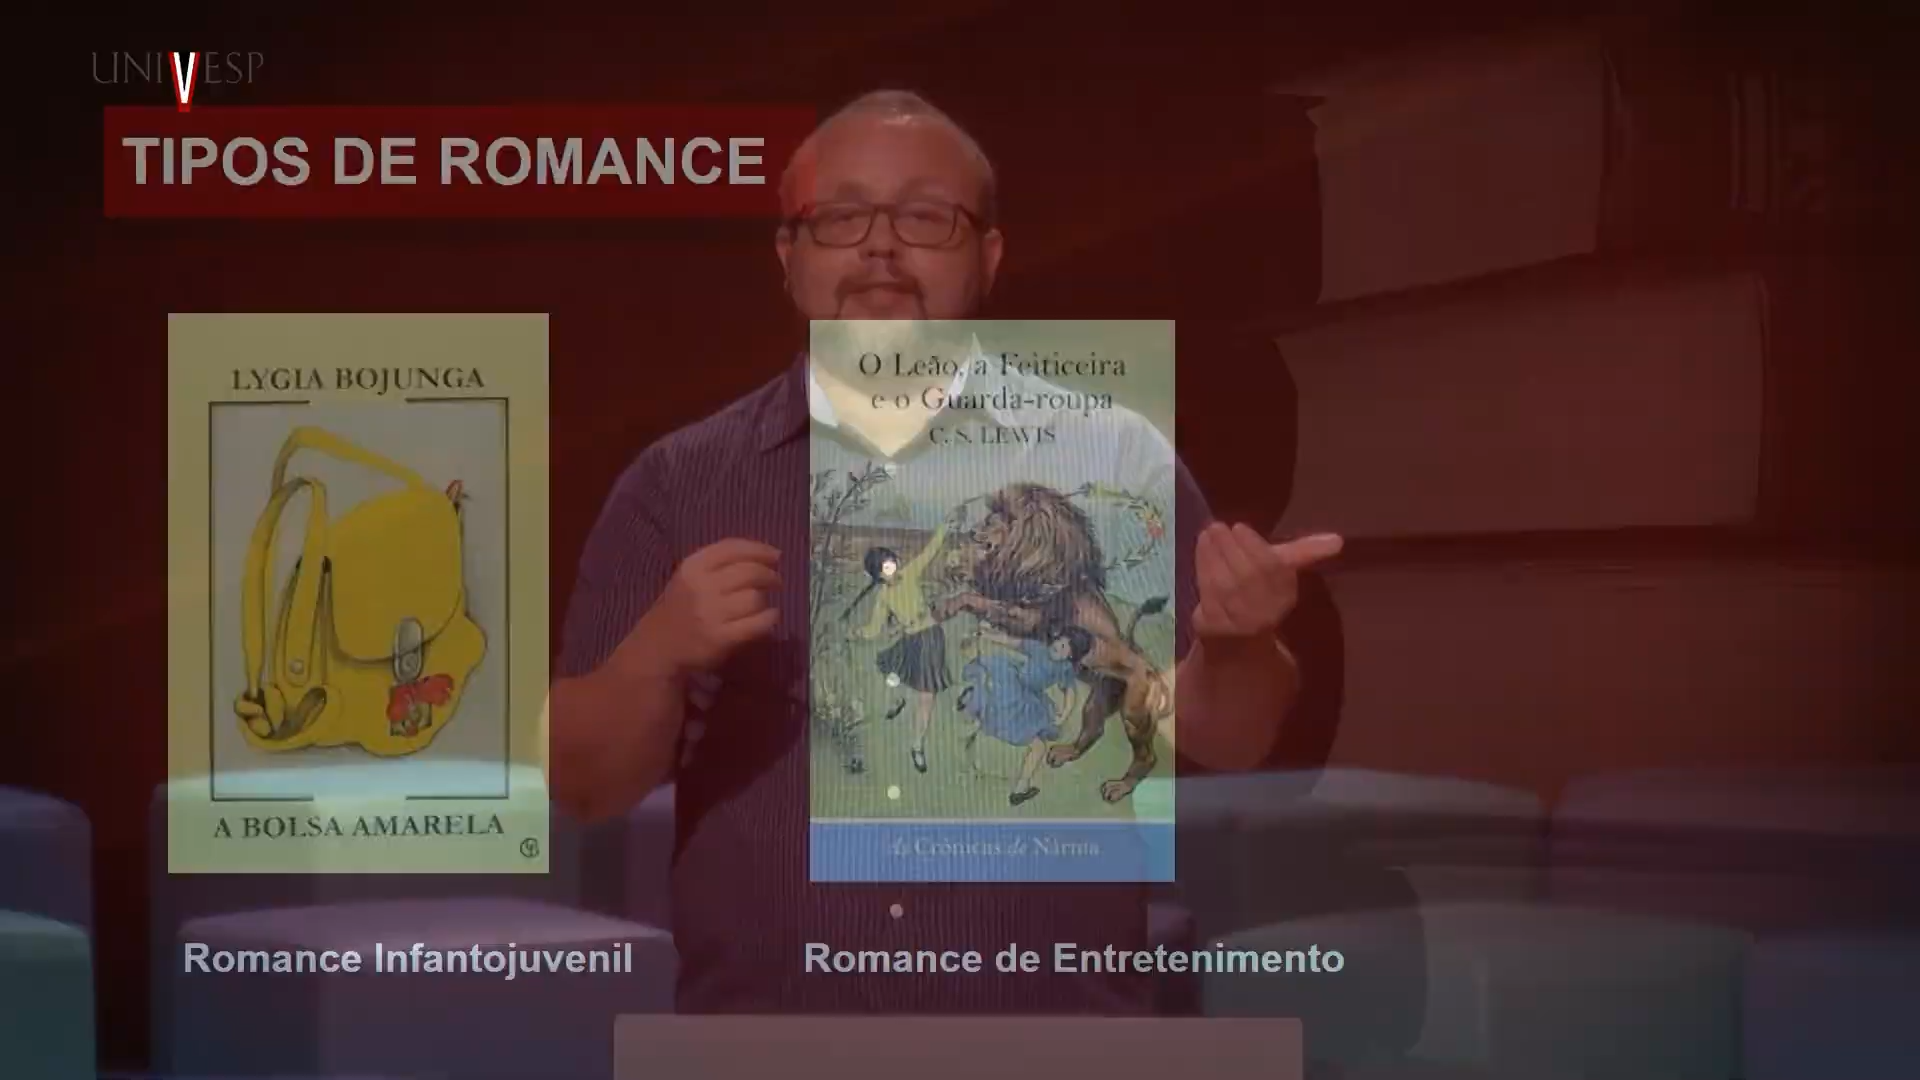 UNIVESP
TIPOS DE ROMANCE
LYGIA BOJUNGA
A BOLSA AMARELA
O Leão, a Feiticeira
e o Guarda-roupa
C. S. LEWIS
As Crônicas de Nárnia
Romance Infantojuvenil
Romance de Entretenimento